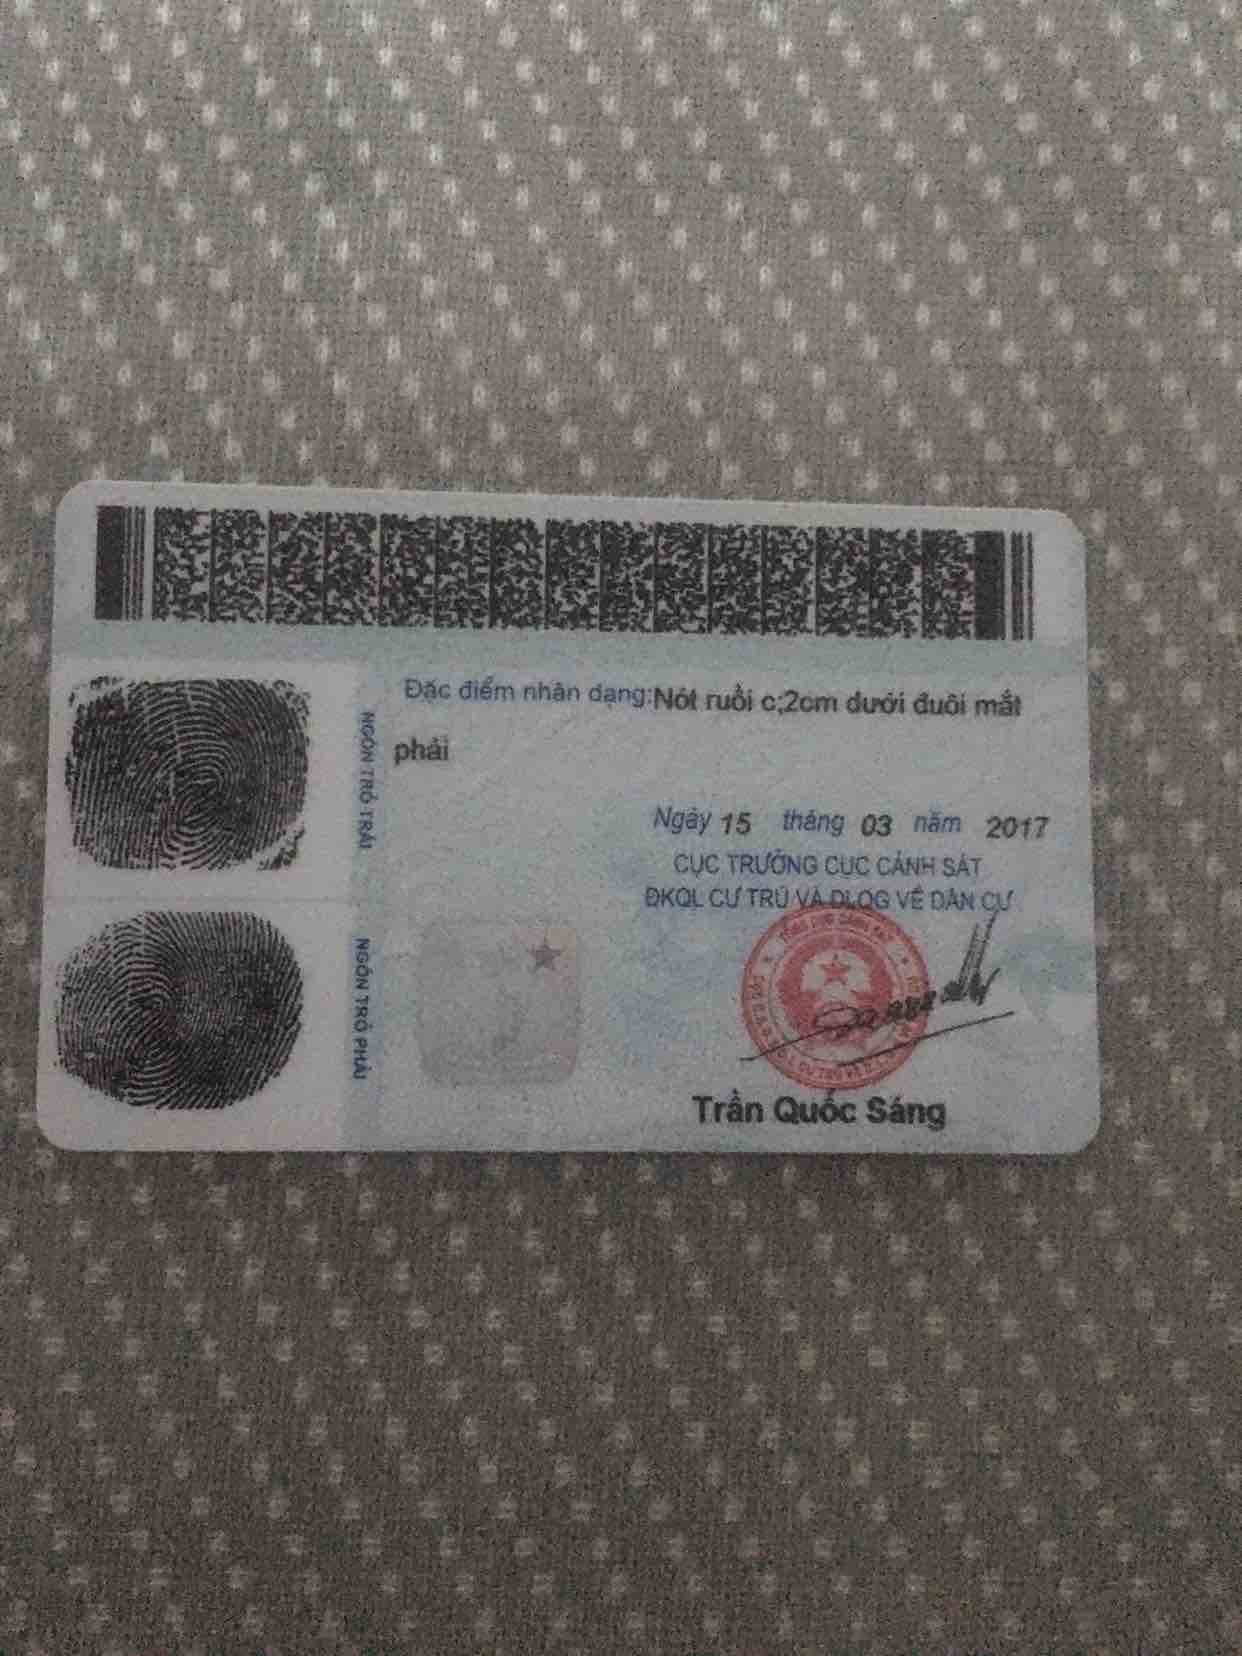 Đặc điểm nhân dạng:Nốt ruồi c;2cm dưới đuôi mắt
phải
NGÓN TRỎ TRÁI
Ngày 15 tháng 03 năm 2017
CỤC TRƯỞNG CỤC CẢNH SÁT
ĐKQL CƯ TRÚ VÀ DLQG VỀ DÂN CƯ
NGÓN TRỎ PHẢI
Trần Quốc Sáng